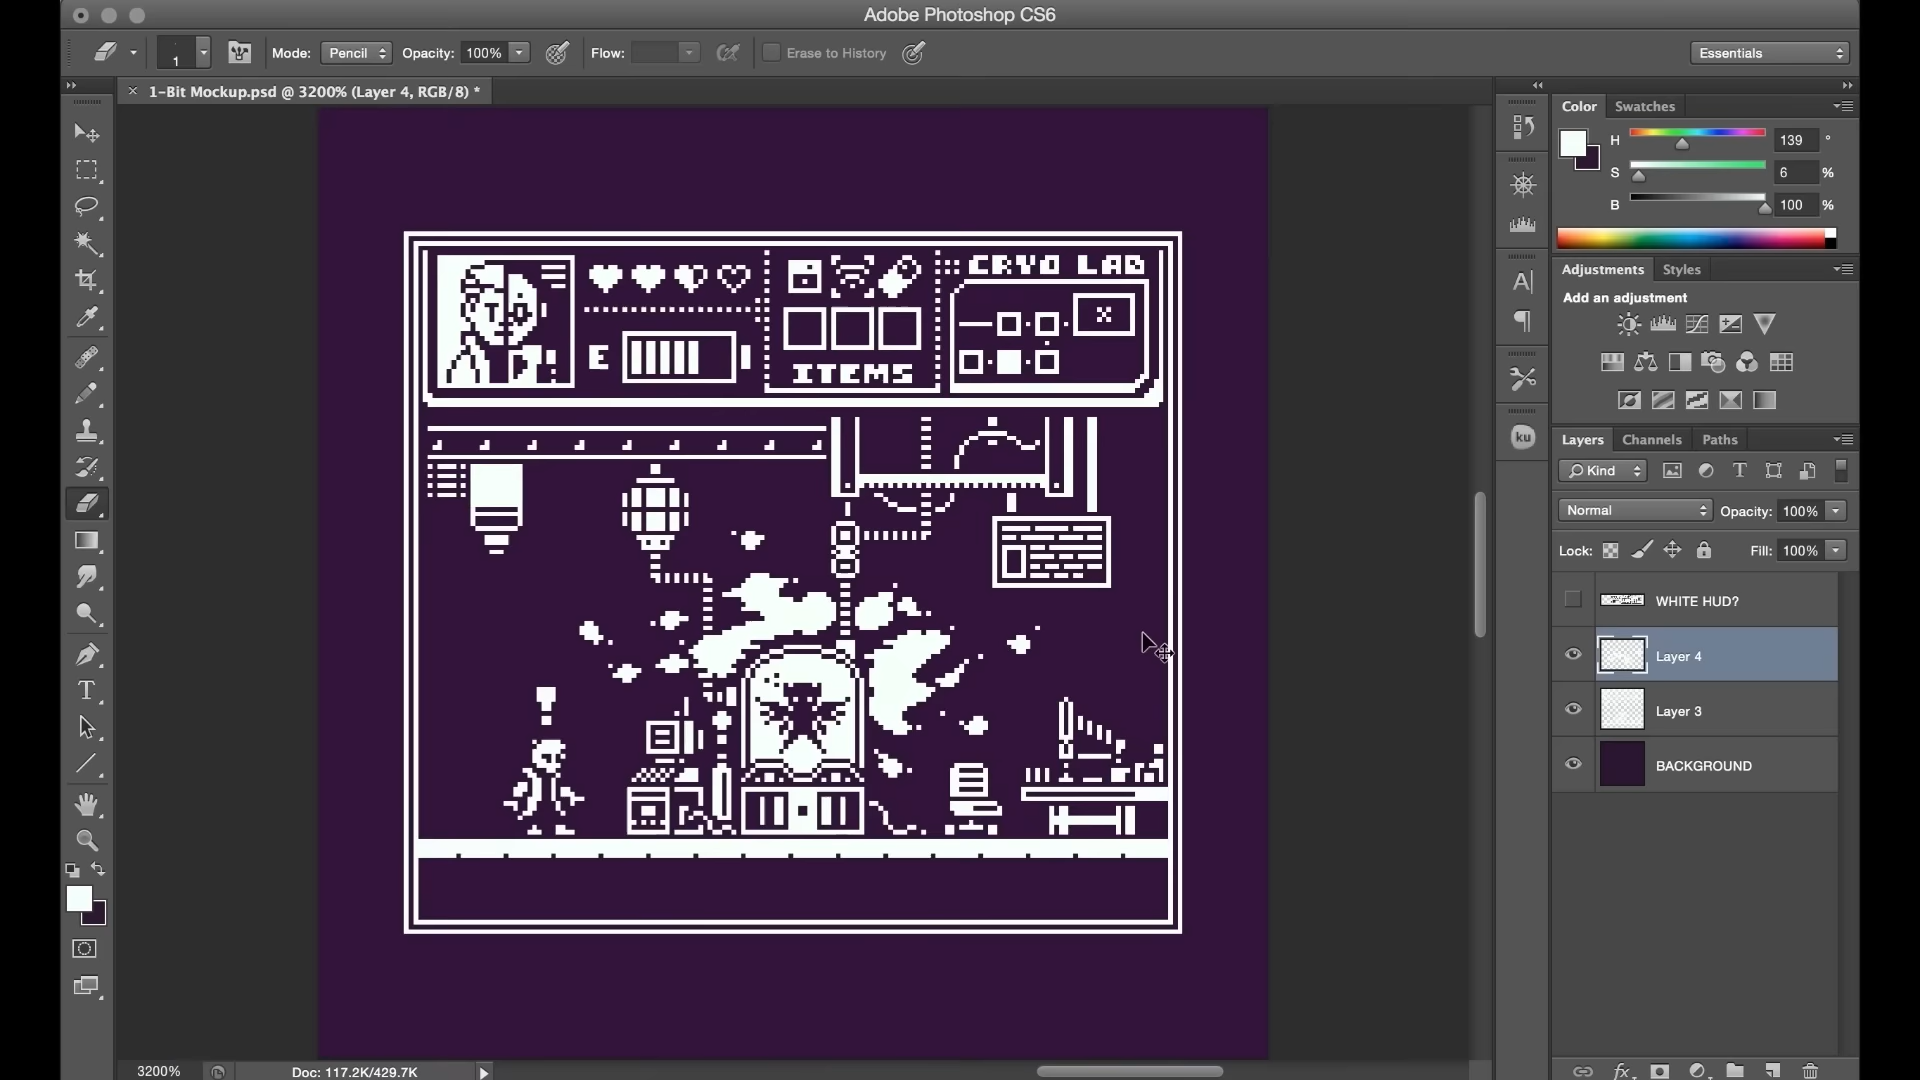 Adobe Photoshop CS6
1
Mode: Pencil Opacity: 100% Flow: Erase to History Essentials
× 1-Bit Mockup.psd @ 3200% (Layer 4, RGB/8) *
Color Swatches
H 139 °
S 6 %
B 100 %
Adjustments Styles
Add an adjustment
CRYO LAB
E
ITEMS
x
A
ku
T
Layers Channels Paths
Kind T
Normal Opacity: 100%
Lock: Fill: 100%
WHITE HUD?
Layer 4
Layer 3
BACKGROUND
3200% Doc: 117.2K/429.7K
fx